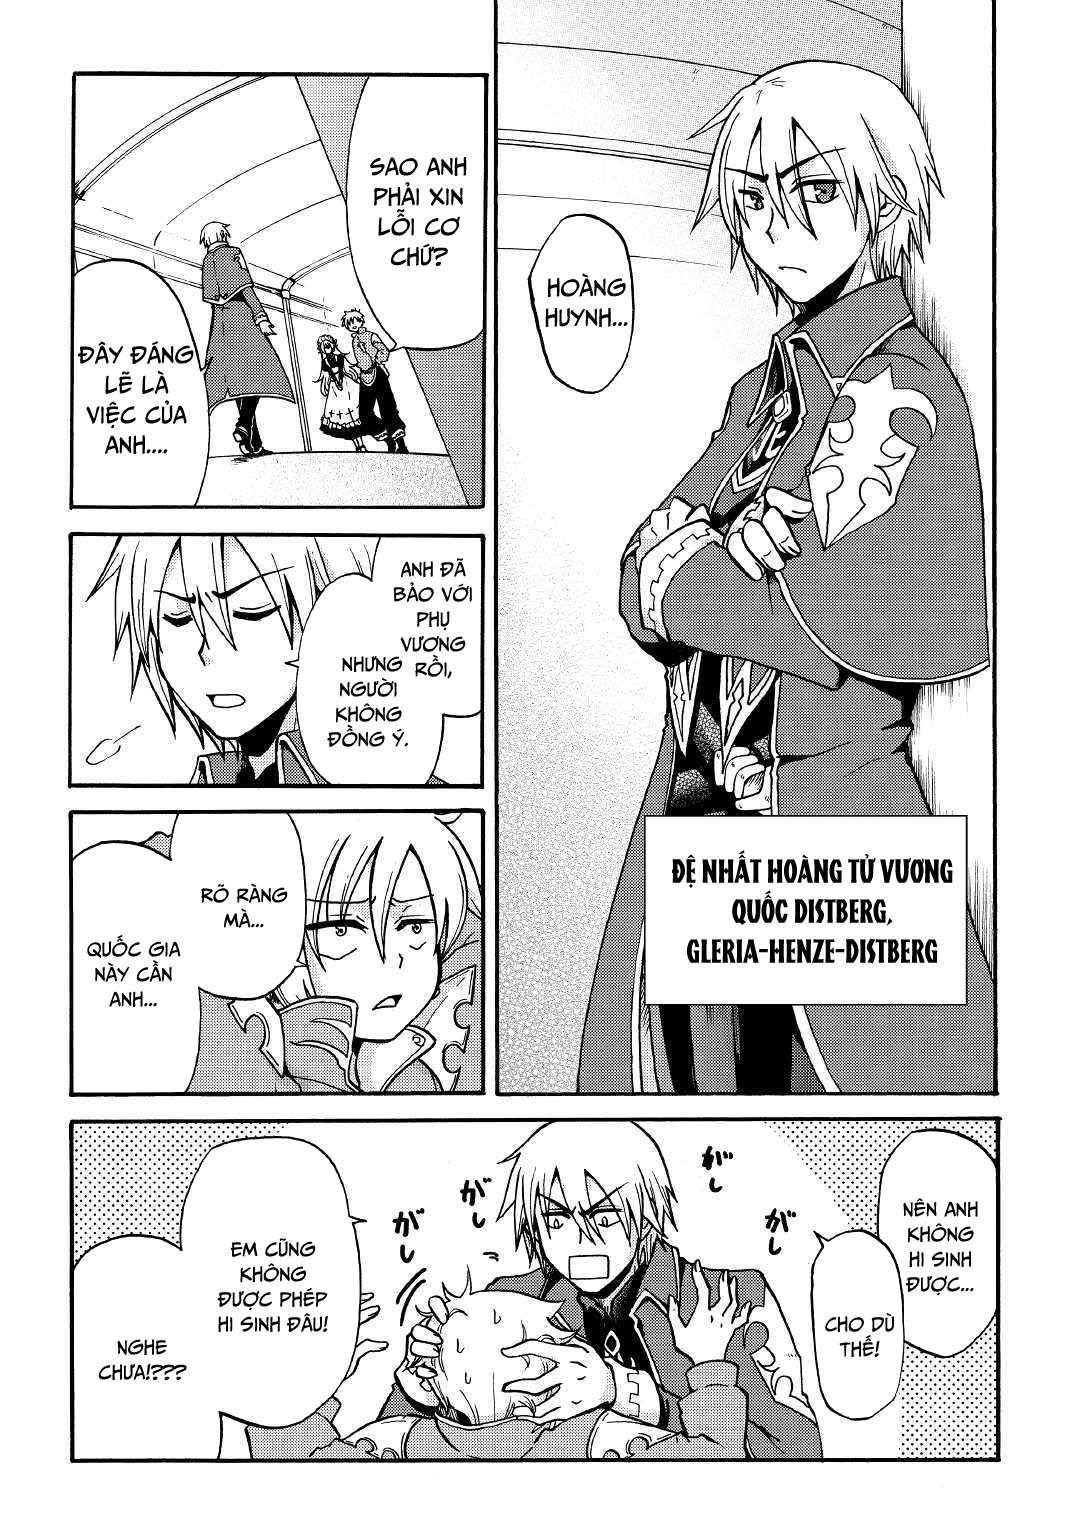 HOÀNG
HUYNH...
ĐỆ NHẤT HOÀNG TỬ VƯƠNG
QUỐC DISTBERG,
GLERIA-HENZE-DISTBERG
SAO ANH
PHẢI XIN
LỖI CƠ
CHỨ?
ĐÂY ĐÁNG
LẼ LÀ
VIỆC CỦA
ANH....
ANH ĐÃ
BẢO VỚI
PHỤ
VƯƠNG
RỒI,
NHƯNG
NGƯỜI
KHÔNG
ĐỒNG Ý.
RÕ RÀNG
MÀ...
QUỐC GIA
NÀY CẦN
ANH...
NÊN ANH
KHÔNG
HI SINH
ĐƯỢC...
CHO DÙ
THẾ!
がし
がし
がし
がし
EM CŨNG
KHÔNG
ĐƯỢC PHÉP
HI SINH ĐÂU!
NGHE
CHƯA!???